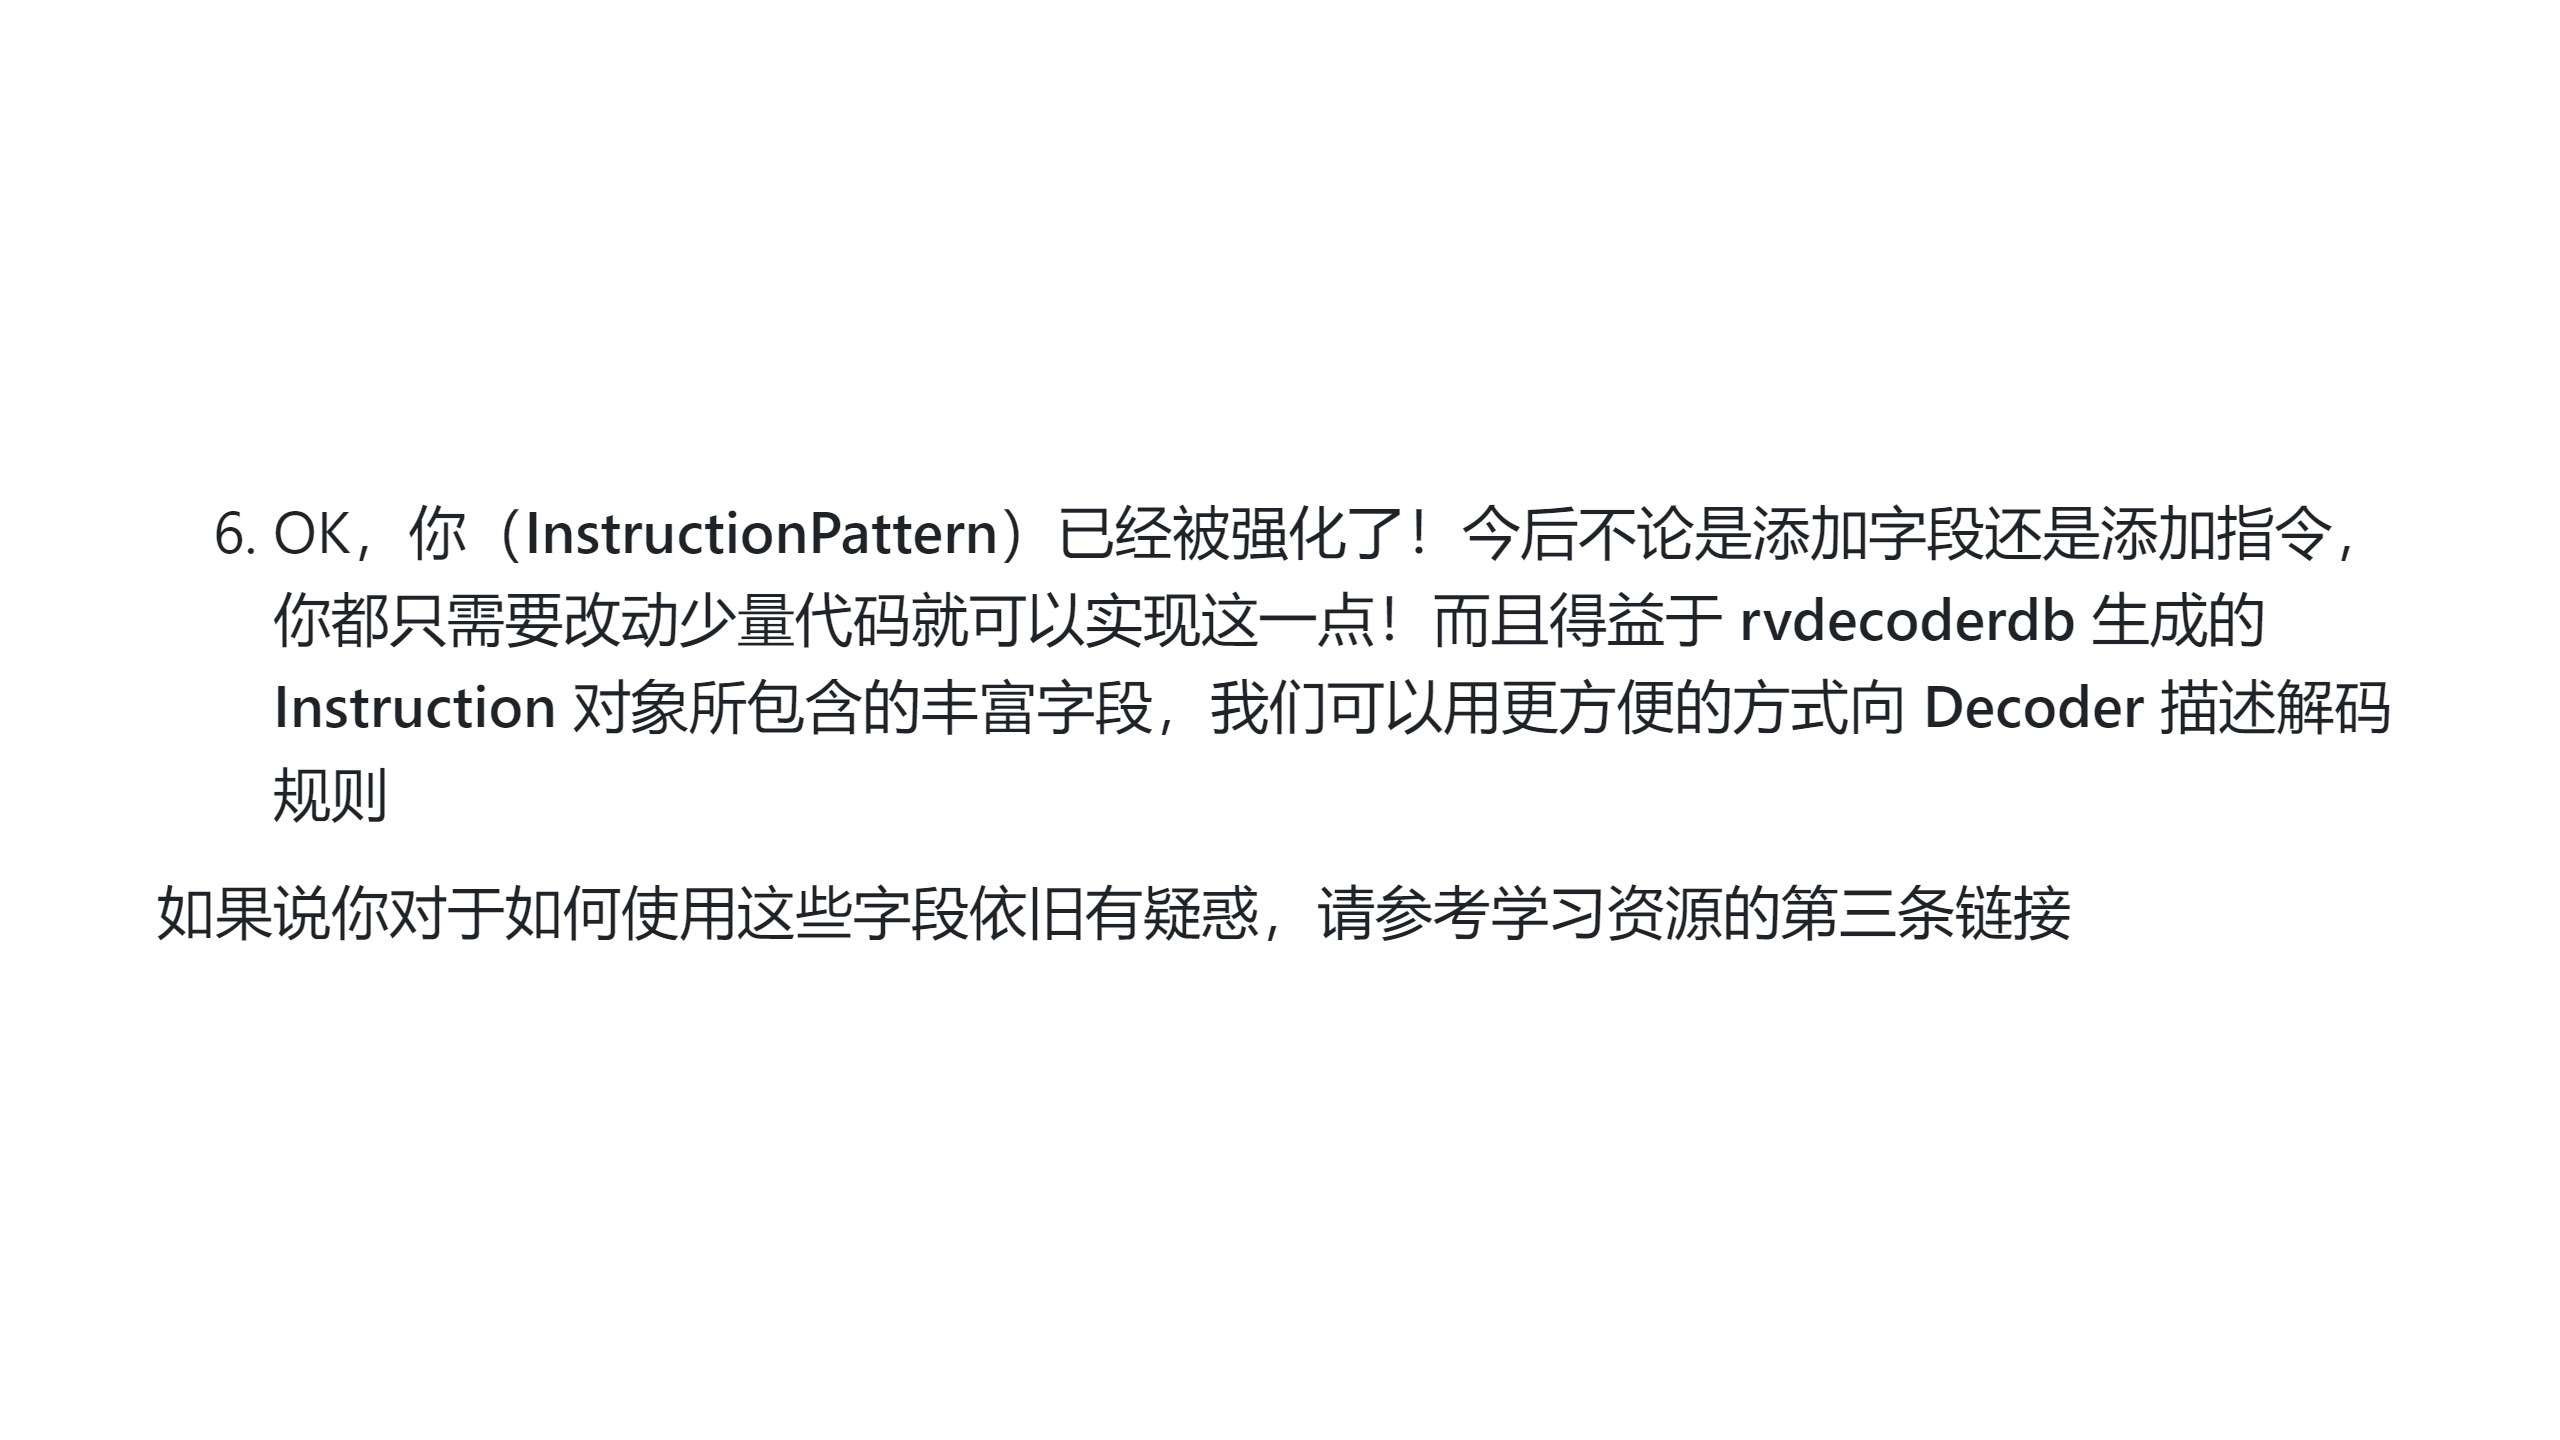 6. OK，你（InstructionPattern）已经被强化了！今后不论是添加字段还是添加指令，
你都只需要改动少量代码就可以实现这一点！而且得益于 rvdecoderdb 生成的
Instruction 对象所包含的丰富字段，我们可以用更方便的方式向 Decoder 描述解码
规则
如果说你对于如何使用这些字段依旧有疑惑，请参考学习资源的第三条链接